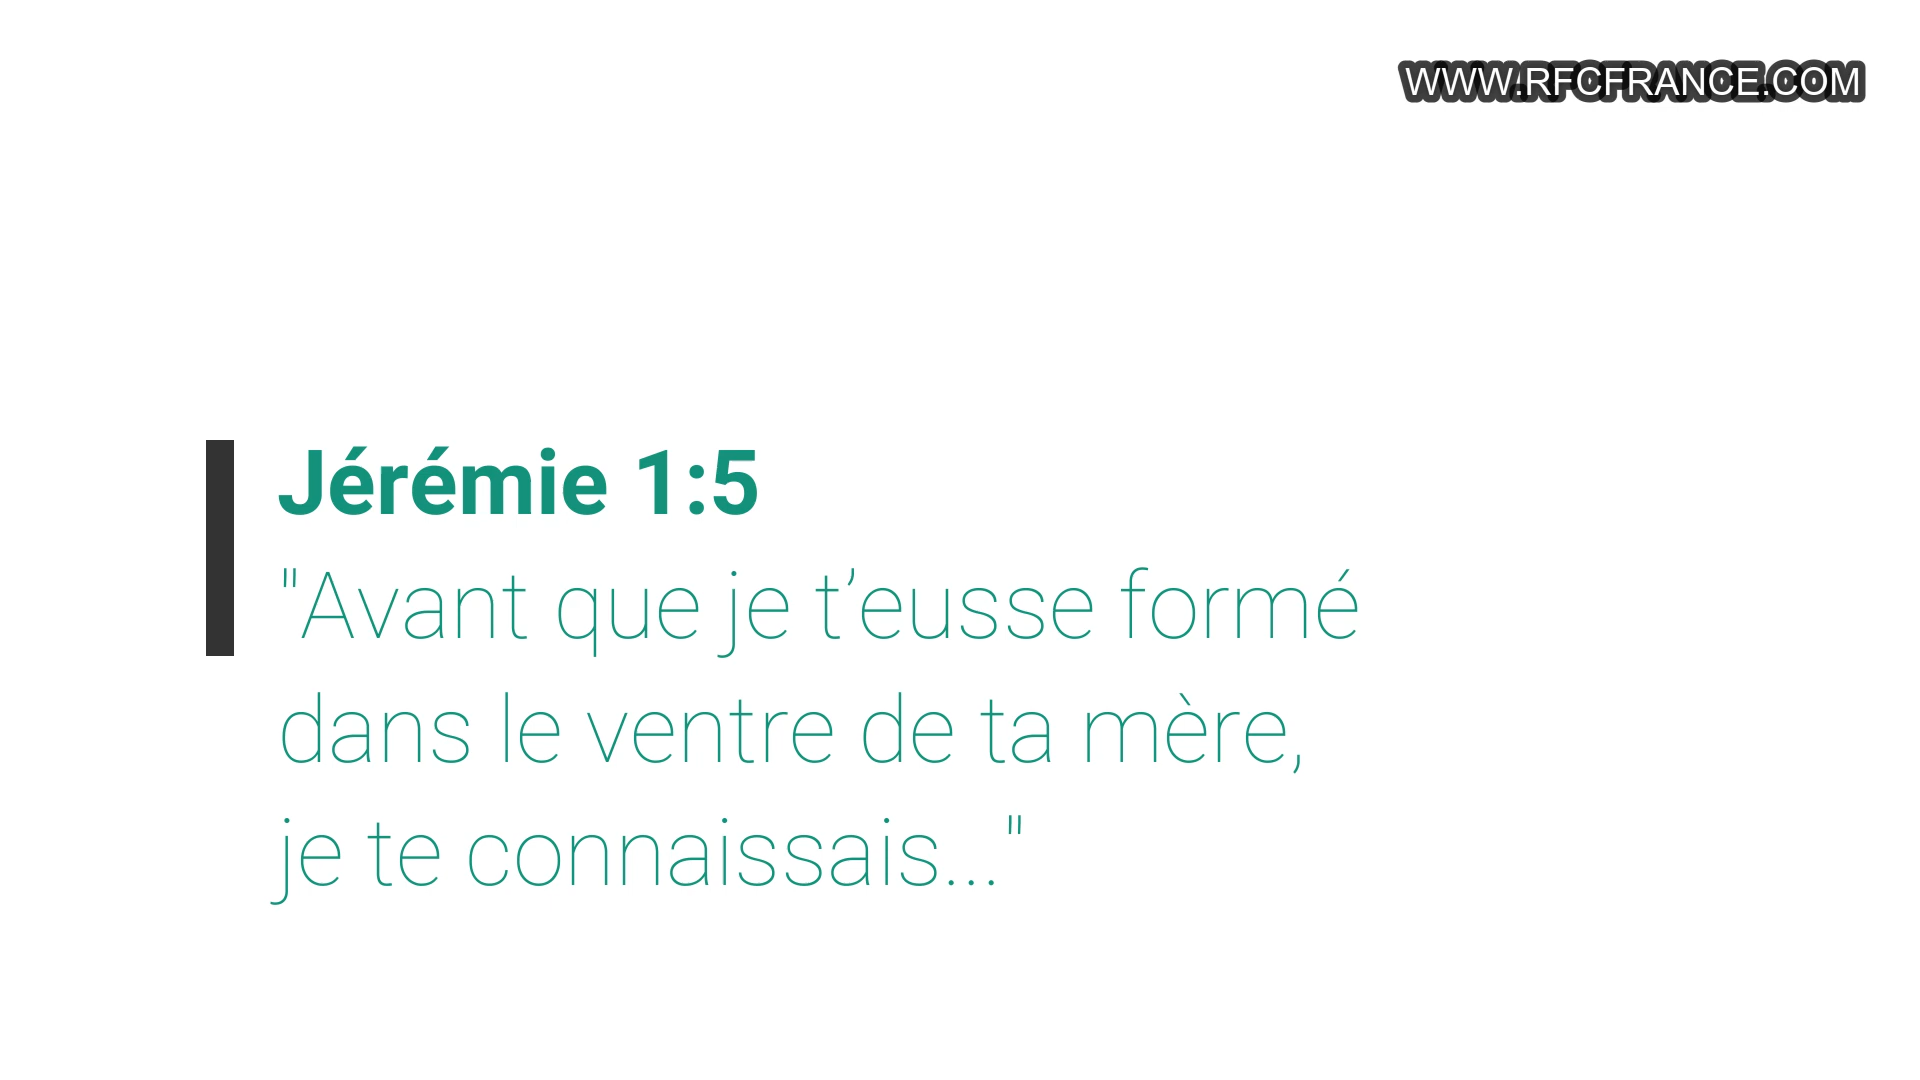 WWW.RFCFRANCE.COM
Jérémie 1:5
"Avant que je t’eusse formé
dans le ventre de ta mère,
je te connaissais..."